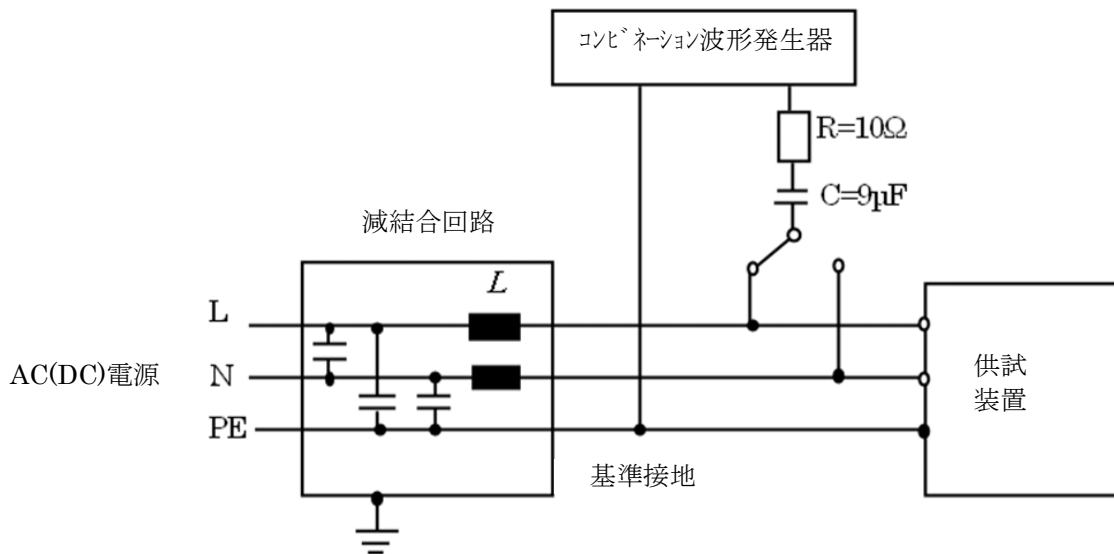 コンビネーション波形発生器
R=10Ω
C=9μF
減結合回路
L
L
AC(DC)電源
N
PE
供試
装置
基準接地